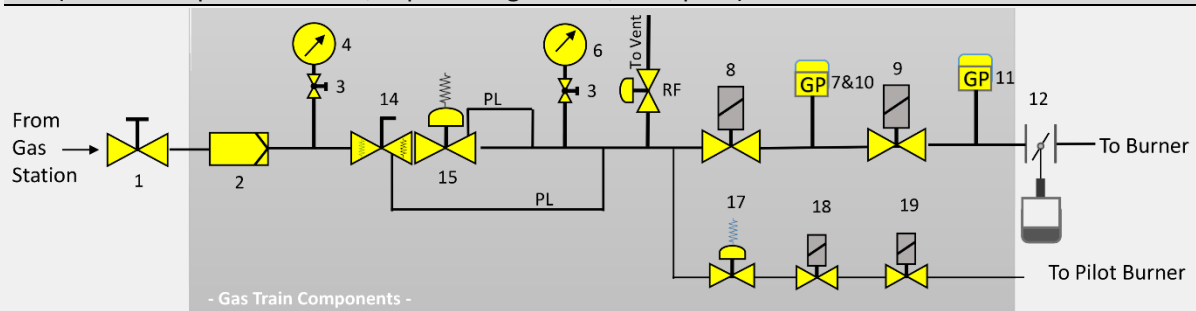 4
6
To Vent
8
9
3
3
RF
GP 7&10
GP 11
12
14
PL
From
Gas
Station
To Burner
1
2
15
PL
17
18
19
To Pilot Burner
- Gas Train Components -